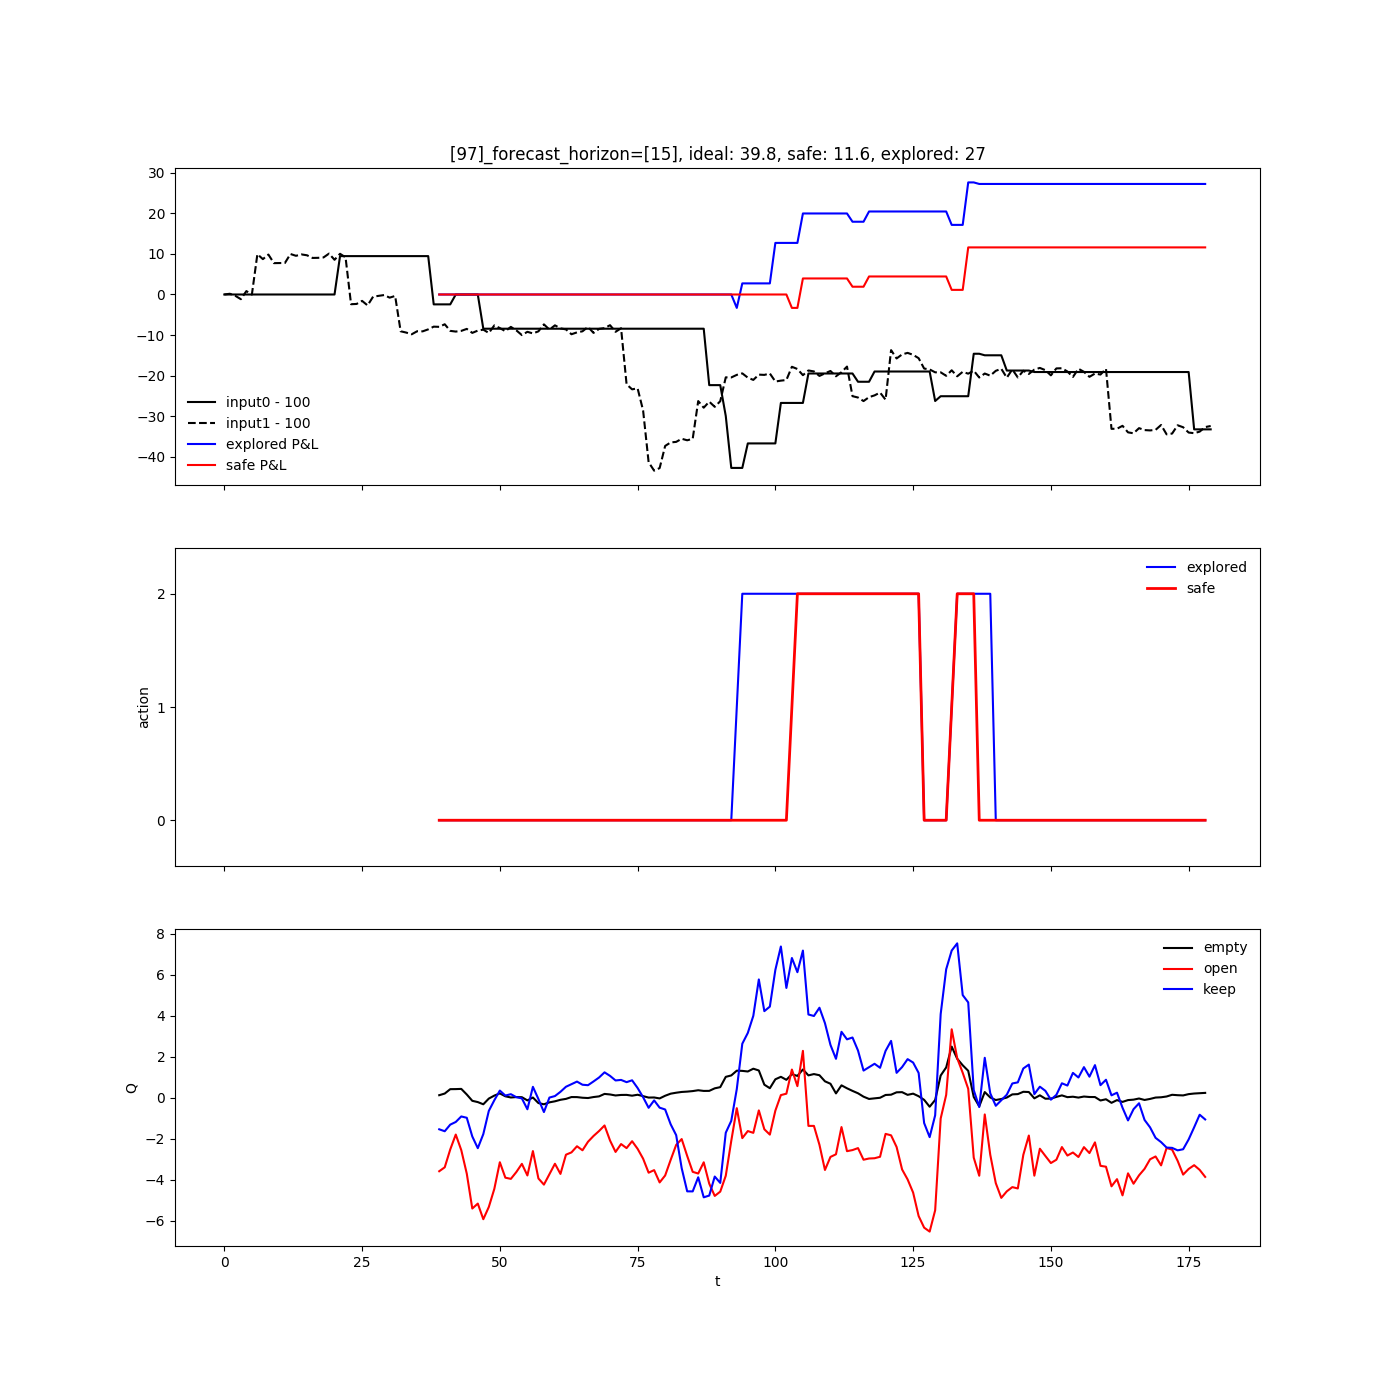 [97]_forecast_horizon=[15], ideal: 39.8, safe: 11.6, explored: 27
30
20
10
0
−10
−20
−30
−40
input0 - 100
input1 - 100
explored P&L
safe P&L
2
1
0
action
explored
safe
8
6
4
2
0
−2
−4
−6
Q
empty
open
keep
0 25 50 75 100 125 150 175
t